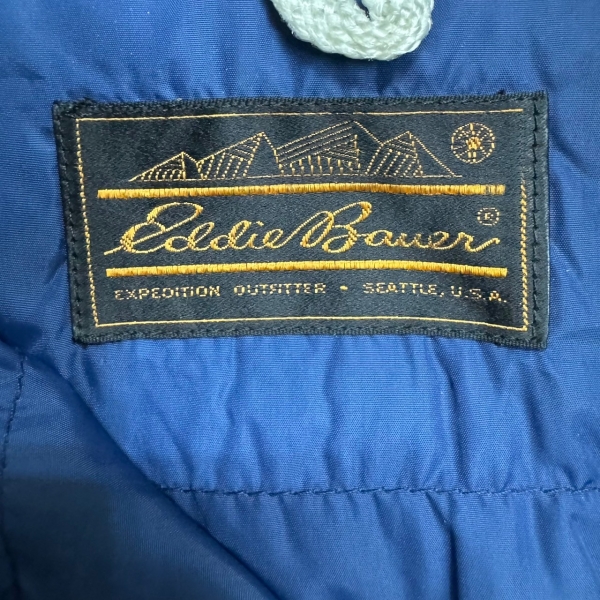 Eddie Bauer ®
EXPEDITION OUTFITTER • SEATTLE, U.S.A.